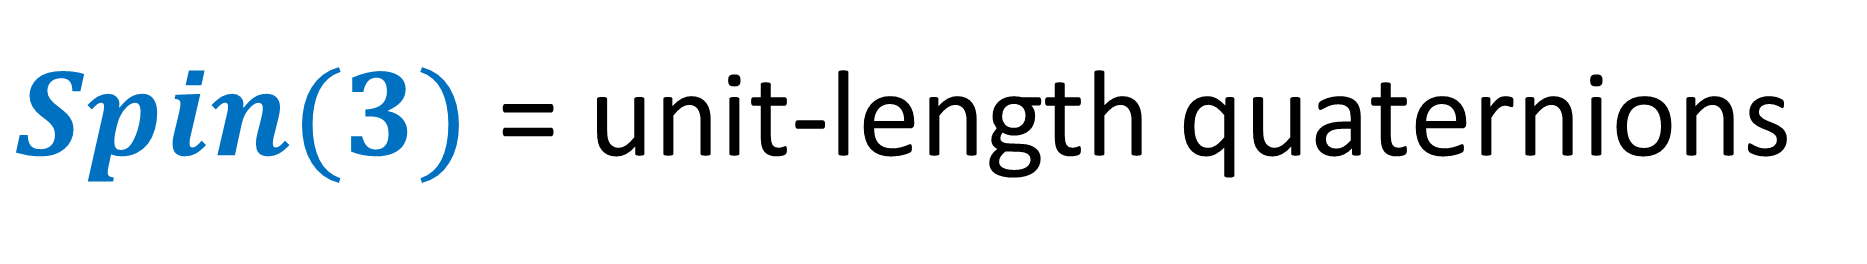 Spin(3) = unit-length quaternions